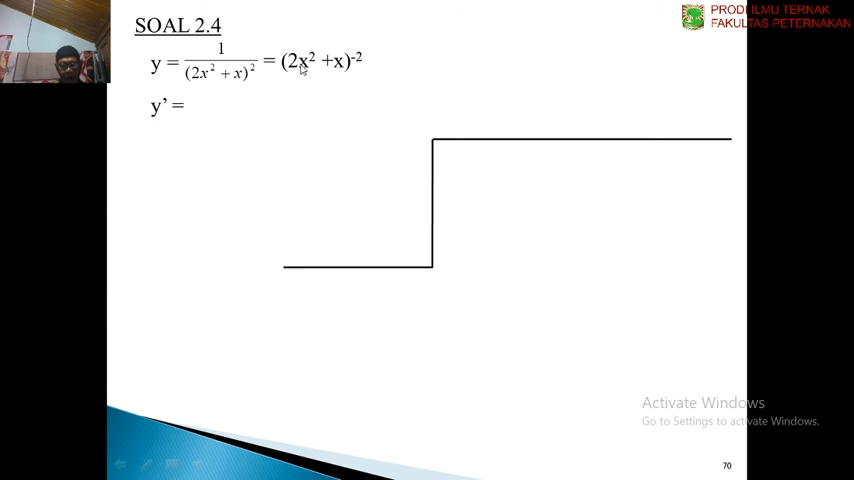 SOAL 2.4
PRODI ILMU TERNAK
FAKULTAS PETERNAKAN
y = 1/(2x² + x)² = (2x² +x)⁻²
y’ =
Activate Windows
Go to Settings to activate Windows.
70